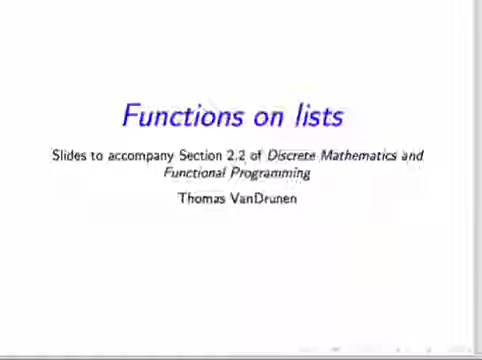 Functions on lists
Slides to accompany Section 2.2 of Discrete Mathematics and
Functional Programming
Thomas VanDrunen